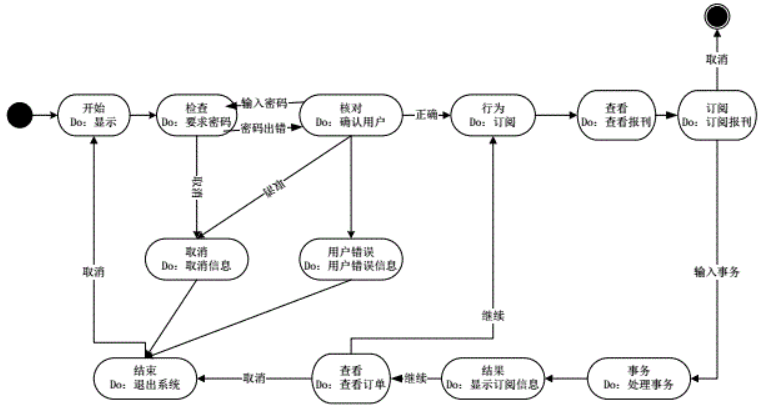 取消
开始
Do：显示
检查
Do：要求密码
输入密码
密码出错
核对
Do：确认用户
正确
行为
Do：订阅
查看
Do：查看报刊
订阅
Do：订阅报刊
取消
取消
取消
Do：取消信息
用户错误
Do：用户错误信息
取消
输入事务
继续
结束
Do：退出系统
取消
查看
Do：查看订单
继续
结果
Do：显示订阅信息
事务
Do：处理事务